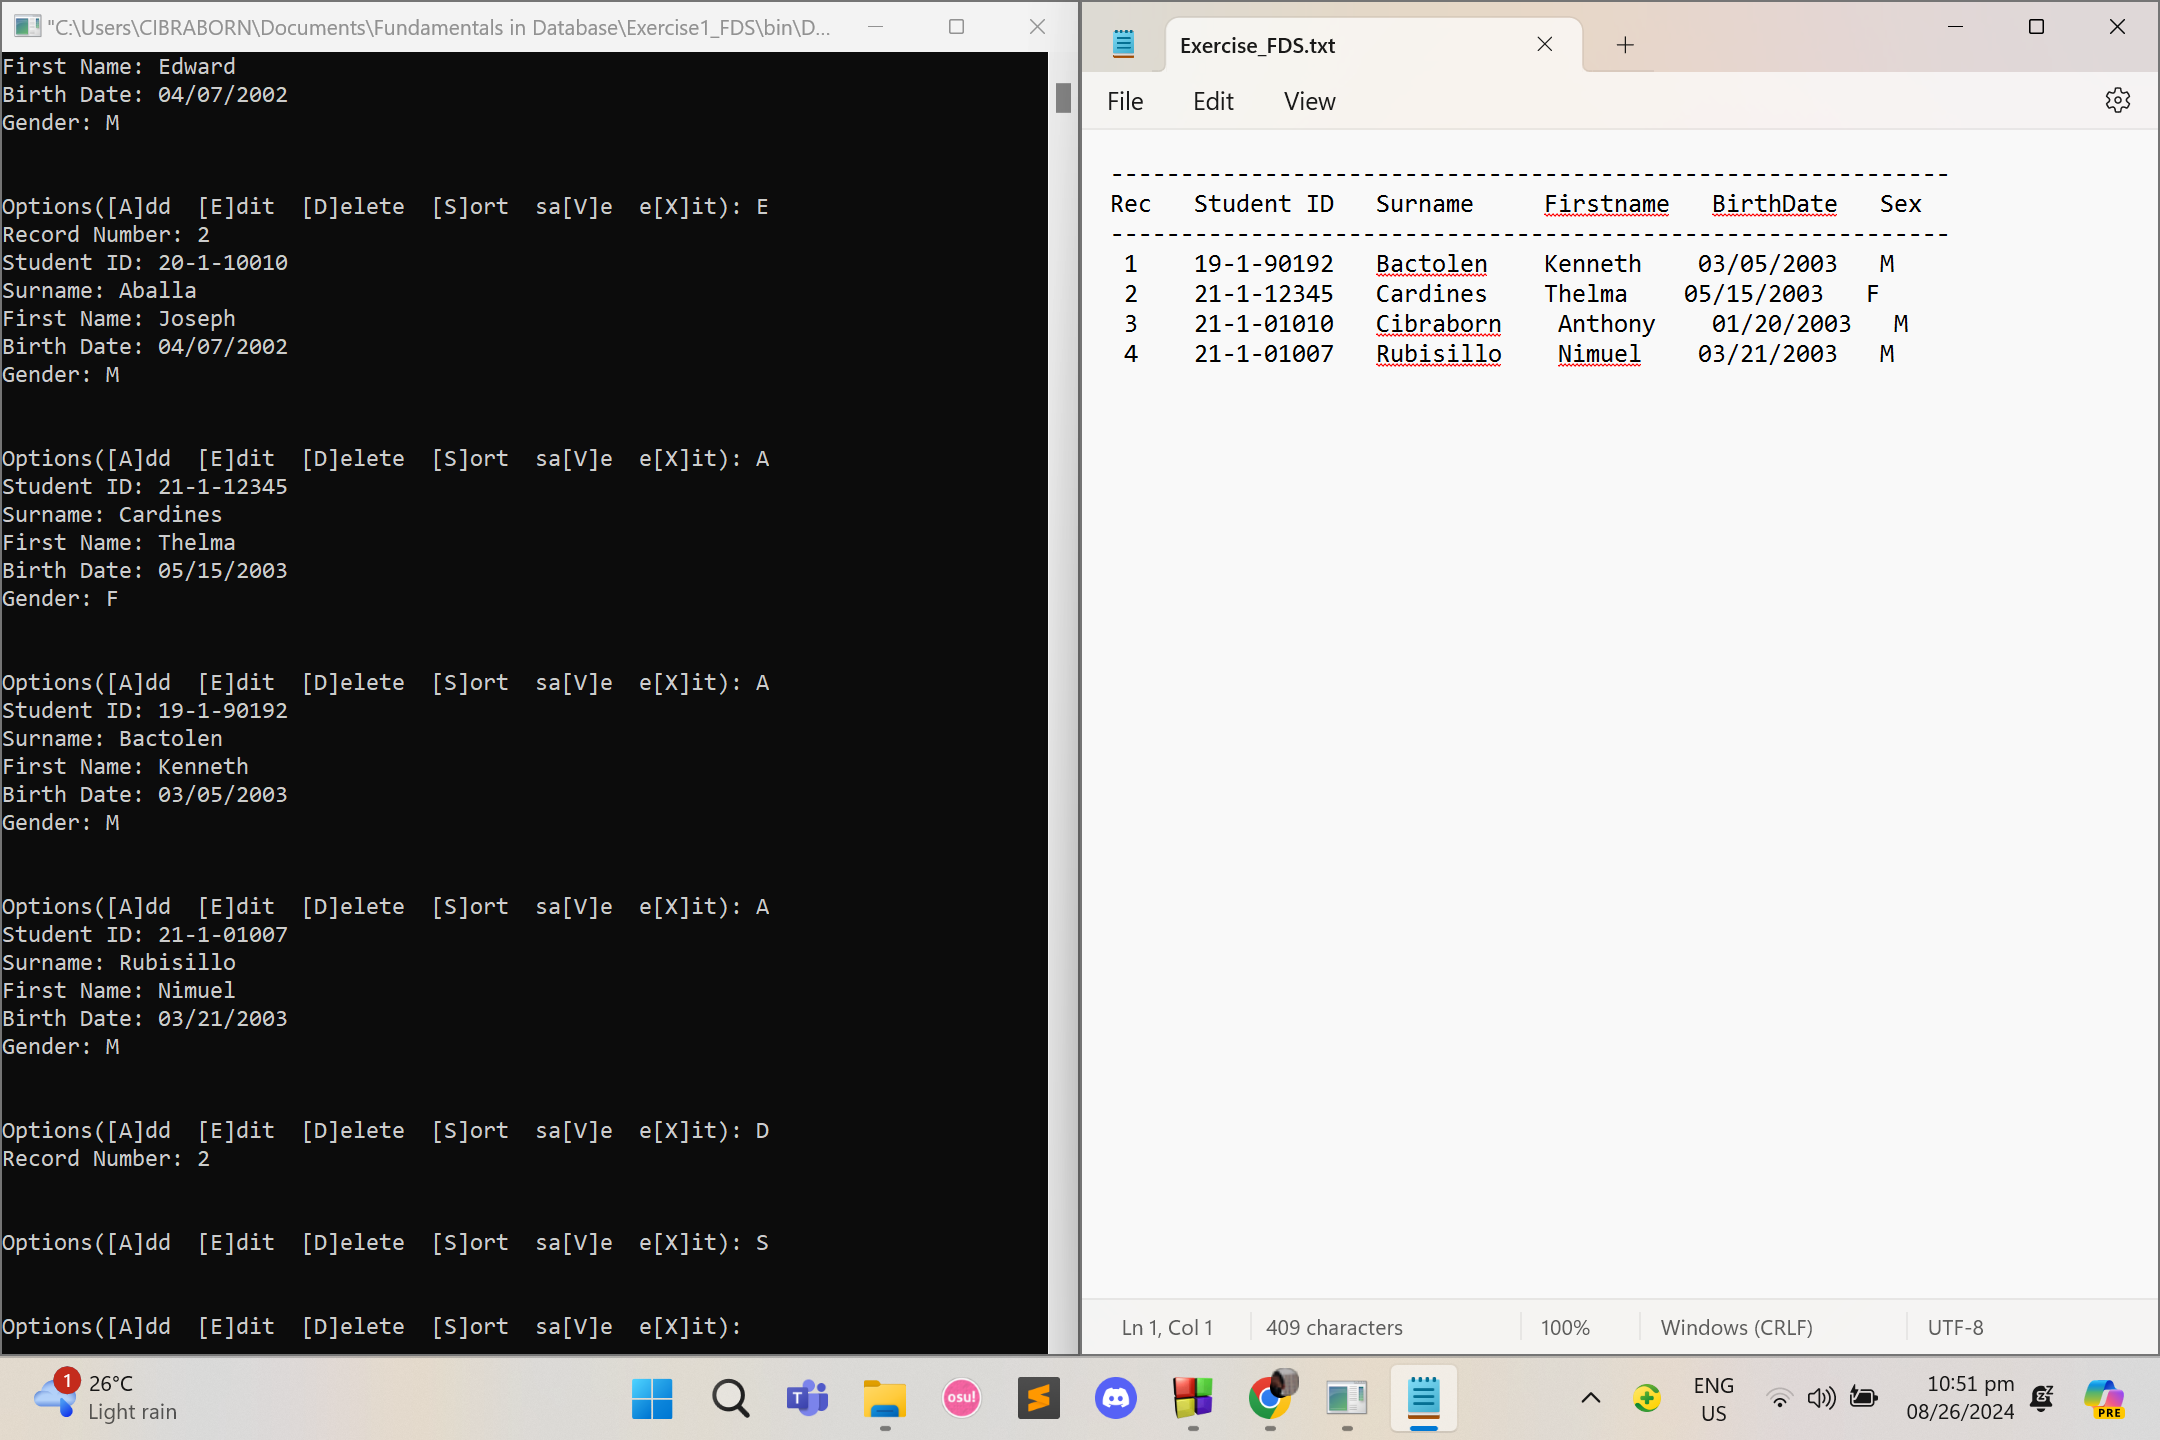 "C:\Users\CIBRABORN\Documents\Fundamentals in Database\Exercise1_FDS\bin\D...
First Name: Edward
Birth Date: 04/07/2002
Gender: M
Options([A]dd  [E]dit  [D]elete  [S]ort  sa[V]e  e[X]it): E
Record Number: 2
Student ID: 20-1-10010
Surname: Aballa
First Name: Joseph
Birth Date: 04/07/2002
Gender: M
Options([A]dd  [E]dit  [D]elete  [S]ort  sa[V]e  e[X]it): A
Student ID: 21-1-12345
Surname: Cardines
First Name: Thelma
Birth Date: 05/15/2003
Gender: F
Options([A]dd  [E]dit  [D]elete  [S]ort  sa[V]e  e[X]it): A
Student ID: 19-1-90192
Surname: Bactolen
First Name: Kenneth
Birth Date: 03/05/2003
Gender: M
Options([A]dd  [E]dit  [D]elete  [S]ort  sa[V]e  e[X]it): A
Student ID: 21-1-01007
Surname: Rubisillo
First Name: Nimuel
Birth Date: 03/21/2003
Gender: M
Options([A]dd  [E]dit  [D]elete  [S]ort  sa[V]e  e[X]it): D
Record Number: 2
Options([A]dd  [E]dit  [D]elete  [S]ort  sa[V]e  e[X]it): S
Options([A]dd  [E]dit  [D]elete  [S]ort  sa[V]e  e[X]it):
Exercise_FDS.txt
File Edit View
------------------------------------------------------------
Rec   Student ID   Surname     Firstname   BirthDate   Sex
------------------------------------------------------------
 1    19-1-90192   Bactolen    Kenneth    03/05/2003   M
 2    21-1-12345   Cardines    Thelma    05/15/2003   F
 3    21-1-01010   Cibraborn    Anthony    01/20/2003   M
 4    21-1-01007   Rubisillo    Nimuel    03/21/2003   M
Ln 1, Col 1 409 characters 100% Windows (CRLF) UTF-8
1
26°C
Light rain
T
osu!
ENG
US
10:51 pm
08/26/2024
PRE